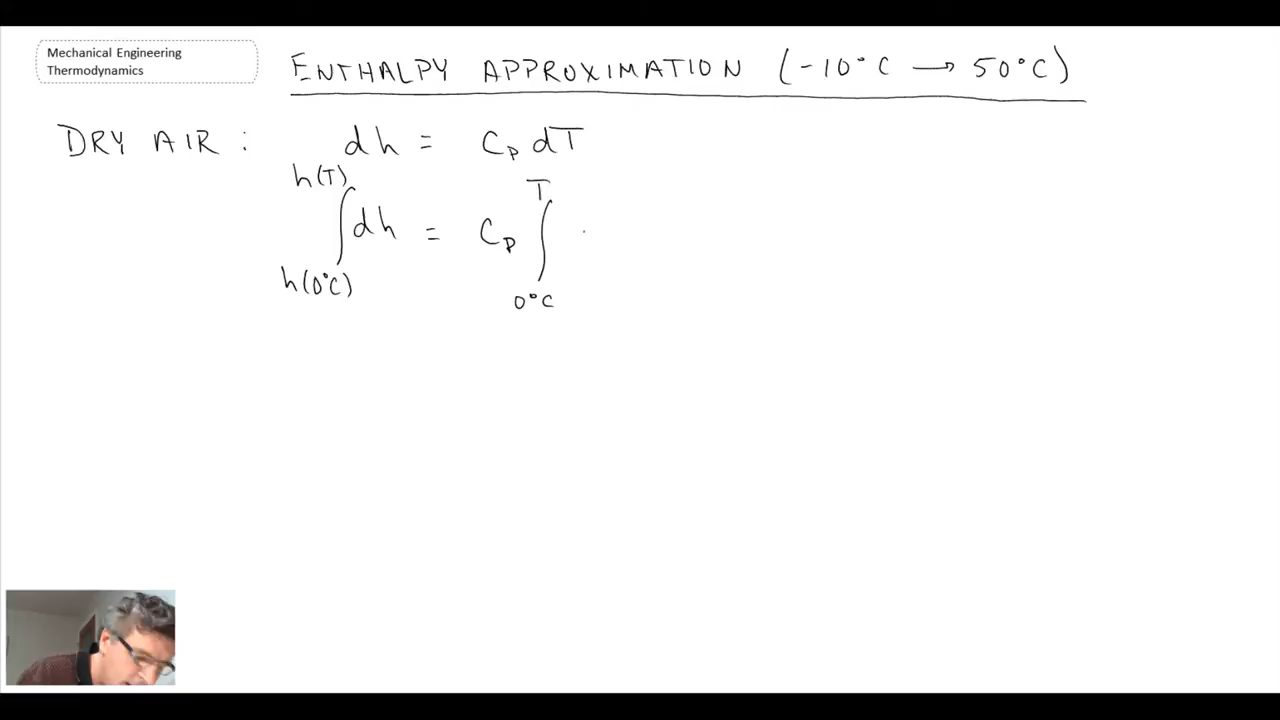 Mechanical Engineering
Thermodynamics
ENTHALPY APPROXIMATION (-10°C → 50°C)
DRY AIR : dh = CP dT
h(T) T
∫dh = CP ∫
h(0°C) 0°C